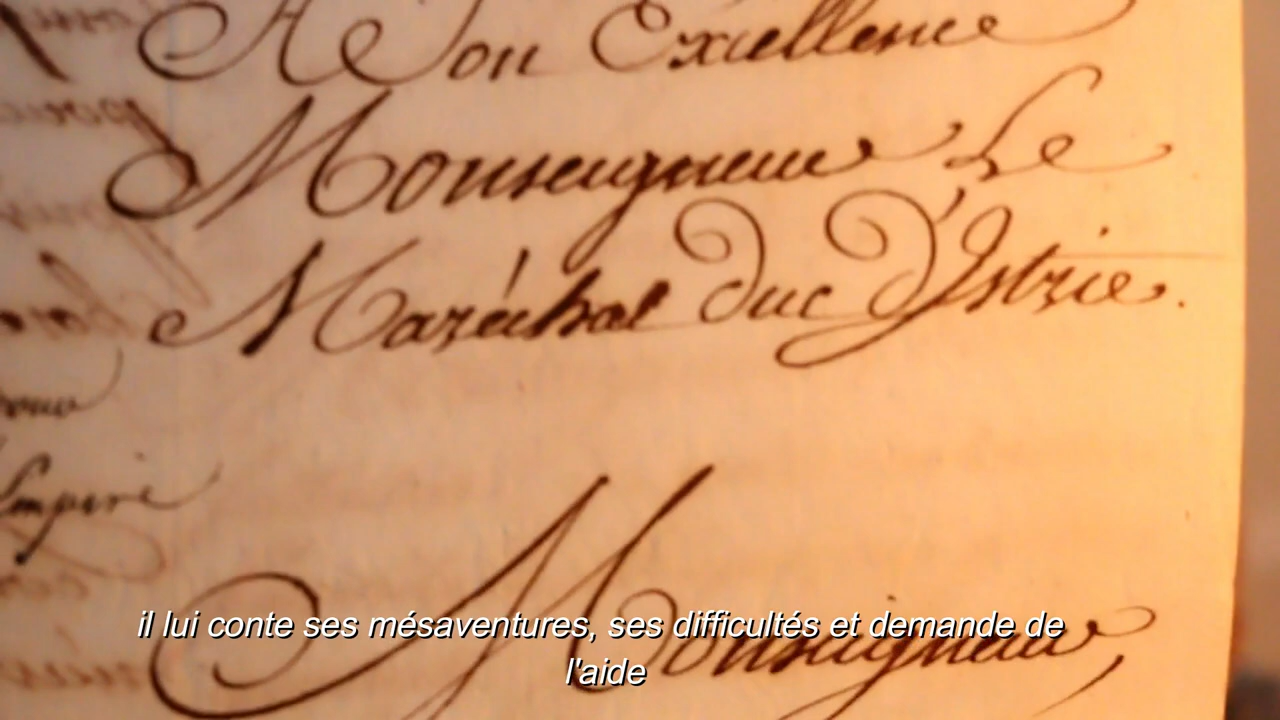 A Son Excellence
Monseigneur Le
Maréchal Duc D'Istrie.
Empire
Monseigneur,
il lui conte ses mésaventures, ses difficultés et demande de
l'aide